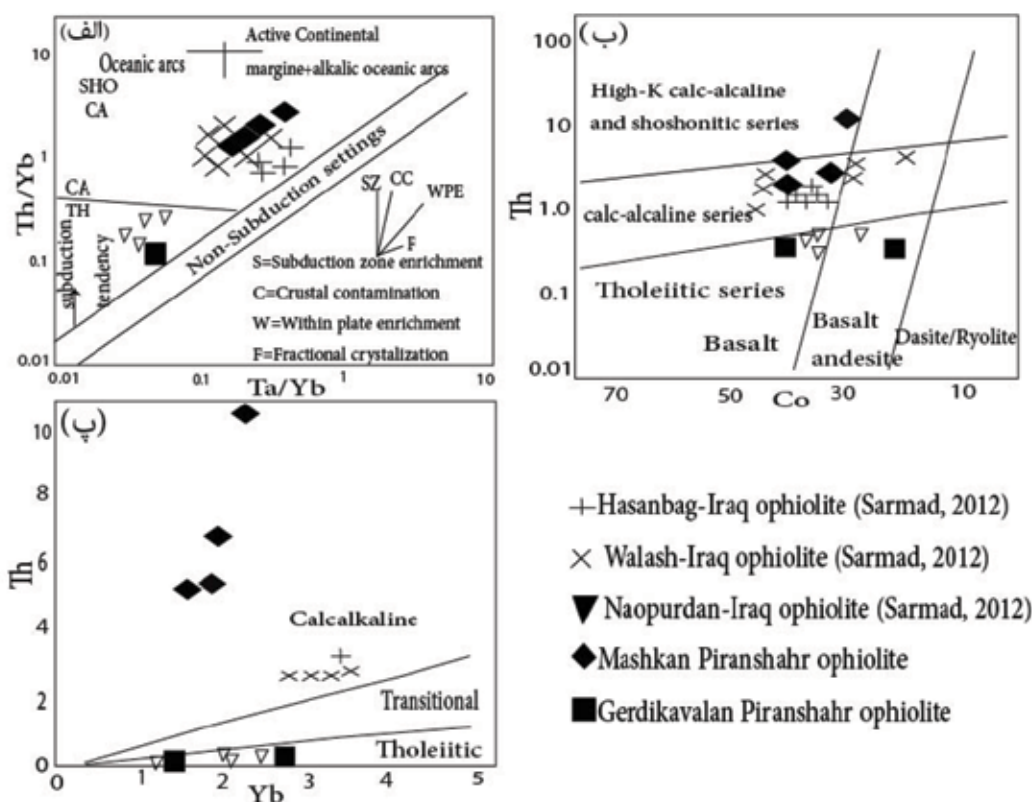 (الف)
10
1
0.1
0.01
Th/Yb
Oceanic arcs
SHO
CA
Active Continental
margine+alkalic oceanic arcs
CA
TH
subduction
tendency
Non-Subduction settings
SZ
CC
WPE
F
S=Subduction zone enrichment
C=Crustal contamination
W=Within plate enrichment
F=Fractional crystalization
0.01
0.1
1
10
Ta/Yb
(ب)
100
10
1.0
0.1
0.01
Th
High-K calc-alcaline
and shoshonitic series
calc-alcaline series
Tholeiitic series
Basalt
Basalt
andesite
Dasite/Ryolite
70
50
30
10
Co
(پ)
10
8
6
4
2
0
Th
Calcalkaline
Transitional
Tholeiitic
0
1
2
3
4
5
Yb
Hasanbag-Iraq ophiolite (Sarmad, 2012)
Walash-Iraq ophiolite (Sarmad, 2012)
Naopurdan-Iraq ophiolite (Sarmad, 2012)
Mashkan Piranshahr ophiolite
Gerdikavalan Piranshahr ophiolite